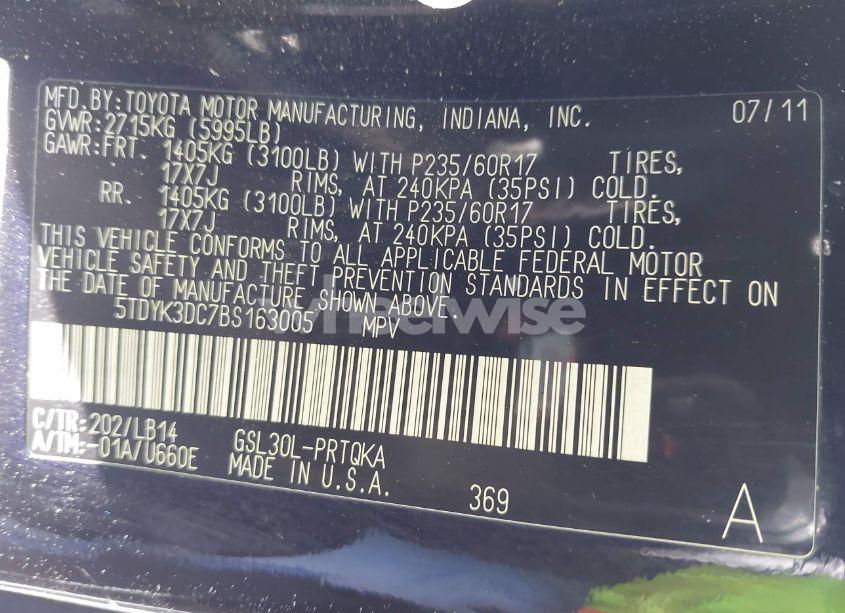 MFD.BY:TOYOTA MOTOR MANUFACTURING, INDIANA, INC. 07/11
GVWR:2715KG (5995LB)
GAWR:FRT. 1405KG (3100LB) WITH P235/60R17 TIRES,
17X7J RIMS, AT 240KPA (35PSI) COLD.
RR. 1405KG (3100LB) WITH P235/60R17 TIRES,
17X7J RIMS, AT 240KPA (35PSI) COLD.
THIS VEHICLE CONFORMS TO ALL APPLICABLE FEDERAL MOTOR
VEHICLE SAFETY AND THEFT PREVENTION STANDARDS IN EFFECT ON
THE DATE OF MANUFACTURE SHOWN ABOVE.
5TDYK3DC7BS163005 MPV
wheelwise
C/TR:202/LB14
A/TM:-01A/U660E
GSL30L-PRTQKA
MADE IN U.S.A.
369
A